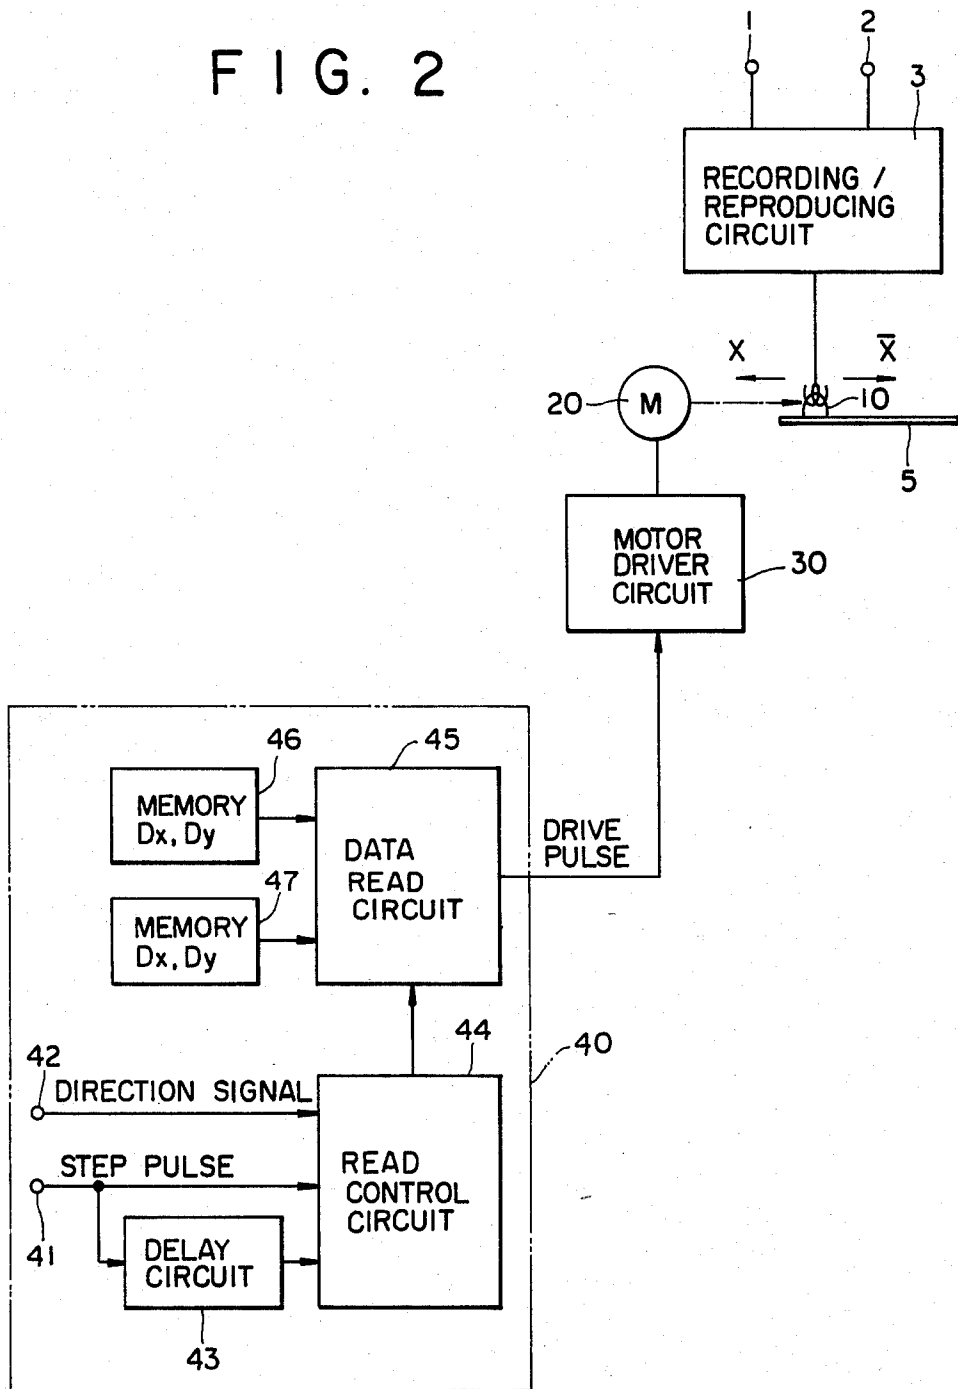 FIG. 2
1
2
3
RECORDING /
REPRODUCING
CIRCUIT
X
X̅
20
M
10
5
MOTOR
DRIVER
CIRCUIT
30
46
45
MEMORY
Dx, Dy
DATA
READ
CIRCUIT
DRIVE
PULSE
47
MEMORY
Dx, Dy
44
40
42
DIRECTION SIGNAL
STEP PULSE
READ
CONTROL
CIRCUIT
41
DELAY
CIRCUIT
43